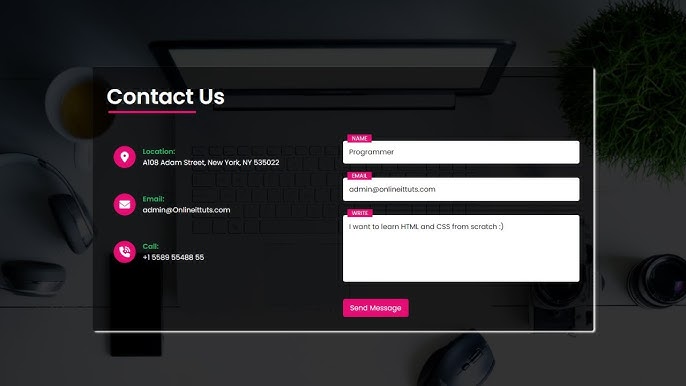 Contact Us
Location:
A108 Adam Street, New York, NY 535022
Email:
admin@Onlineittuts.com
Call:
+1 5589 55488 55
NAME
Programmer
EMAIL
admin@onlineittuts.com
WRITE
I want to learn HTML and CSS from scratch :)
Send Message